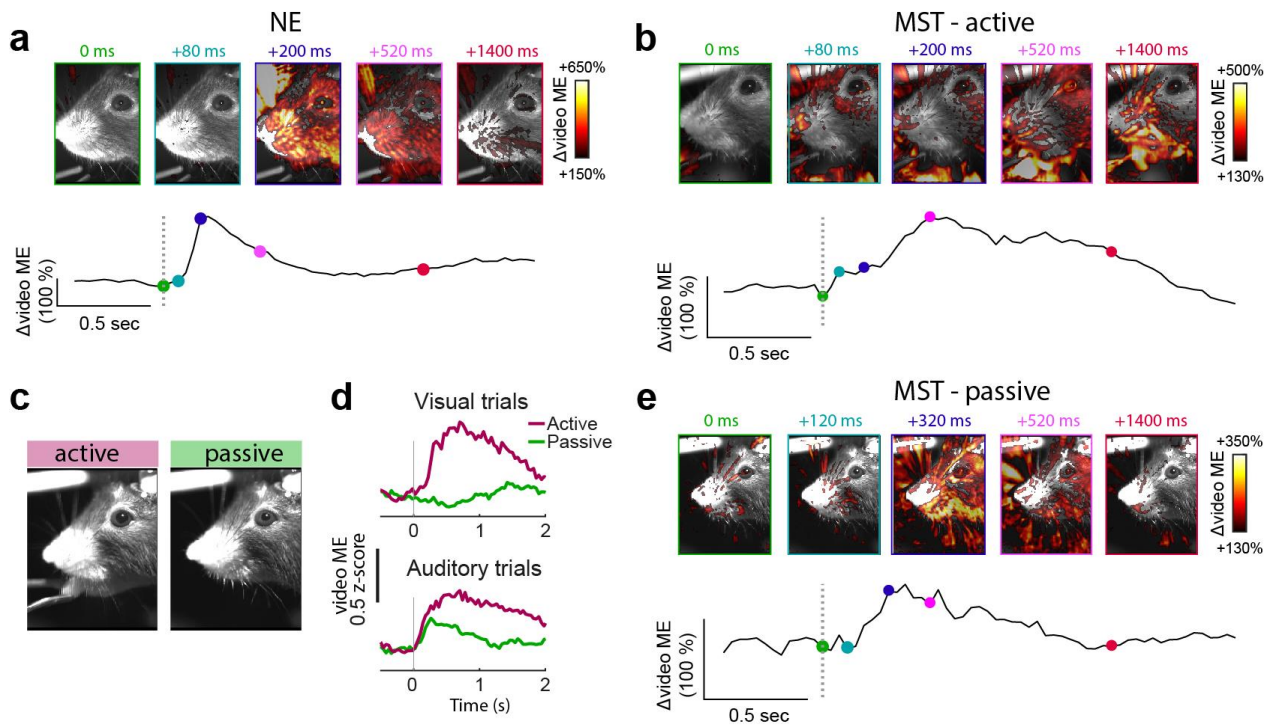 a
NE
0 ms
+80 ms
+200 ms
+520 ms
+1400 ms
+650%
Δvideo ME
+150%
Δvideo ME
(100 %)
0.5 sec
b
MST - active
0 ms
+80 ms
+200 ms
+520 ms
+1400 ms
+500%
Δvideo ME
+130%
Δvideo ME
(100 %)
0.5 sec
c
active
passive
d
Visual trials
Active
Passive
0
1
2
video ME
0.5 z-score
Auditory trials
0
1
2
Time (s)
e
MST - passive
0 ms
+120 ms
+320 ms
+520 ms
+1400 ms
+350%
Δvideo ME
+130%
Δvideo ME
(100 %)
0.5 sec